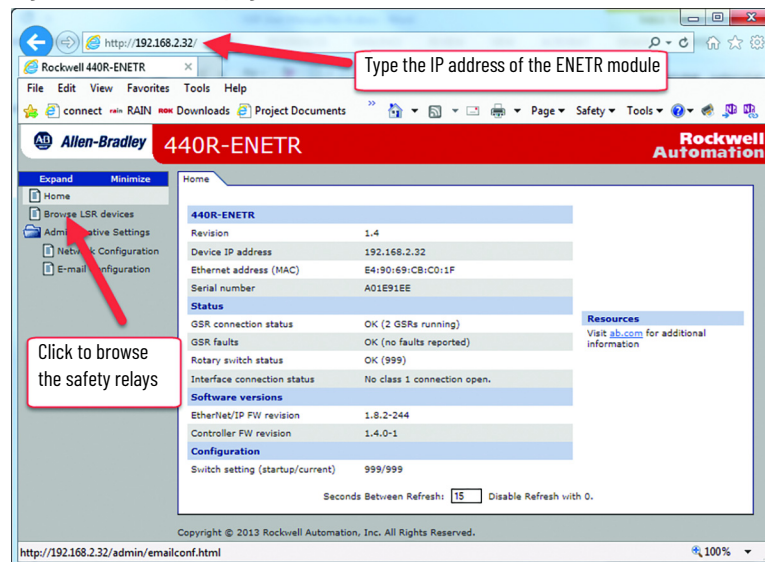 http://192.168.2.32/
Rockwell 440R-ENETR
Type the IP address of the ENETR module
File Edit View Favorites Tools Help
connect RAIN Downloads Project Documents » Page Safety Tools
Allen-Bradley
440R-ENETR
Rockwell
Automation
Expand Minimize
Home
Browse LSR devices
Administrative Settings
Network Configuration
E-mail Configuration
Click to browse
the safety relays
Home
440R-ENETR
Revision 1.4
Device IP address 192.168.2.32
Ethernet address (MAC) E4:90:69:CB:C0:1F
Serial number A01E91EE
Status
GSR connection status OK (2 GSRs running)
GSR faults OK (no faults reported)
Rotary switch status OK (999)
Interface connection status No class 1 connection open.
Software versions
EtherNet/IP FW revision 1.8.2-244
Controller FW revision 1.4.0-1
Configuration
Switch setting (startup/current) 999/999
Seconds Between Refresh: 15 Disable Refresh with 0.
Resources
Visit ab.com for additional
information
Copyright © 2013 Rockwell Automation, Inc. All Rights Reserved.
http://192.168.2.32/admin/emailconf.html
100%